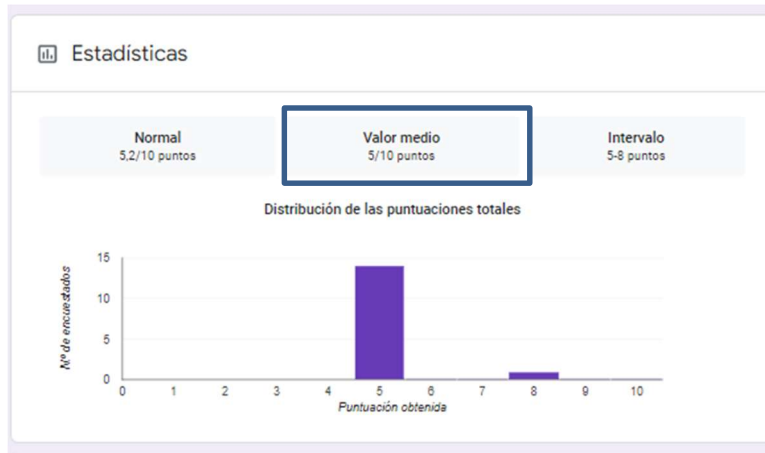 Estadísticas
Normal
5,2/10 puntos
Valor medio
5/10 puntos
Intervalo
5-8 puntos
Distribución de las puntuaciones totales
N.º de encuestados
15
10
5
0
0 1 2 3 4 5 6 7 8 9 10
Puntuación obtenida